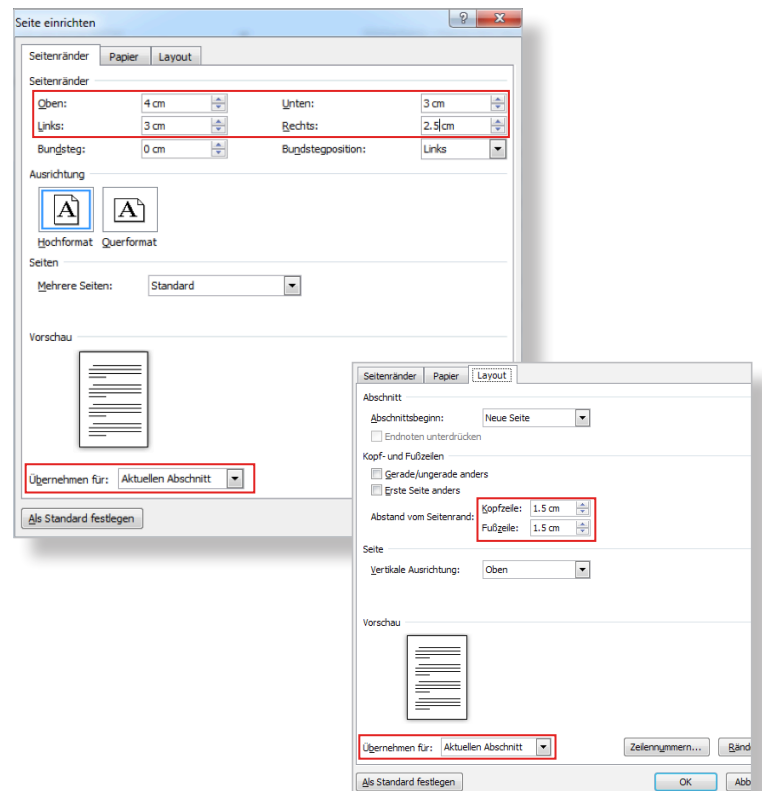 Seite einrichten
Seitenränder Papier Layout
Seitenränder
Oben: 4 cm Unten: 3 cm
Links: 3 cm Rechts: 2.5 cm
Bundsteg: 0 cm Bundstegposition: Links
Ausrichtung
A A
Hochformat Querformat
Seiten
Mehrere Seiten: Standard
Vorschau
Übernehmen für: Aktuellen Abschnitt
Als Standard festlegen
Seitenränder Papier Layout
Abschnitt
Abschnittsbeginn: Neue Seite
Endnoten unterdrücken
Kopf- und Fußzeilen
Gerade/ungerade anders
Erste Seite anders
Abstand vom Seitenrand: Kopfzeile: 1.5 cm
Fußzeile: 1.5 cm
Seite
Vertikale Ausrichtung: Oben
Vorschau
Übernehmen für: Aktuellen Abschnitt Zeilennummern... Rände
Als Standard festlegen OK Abb